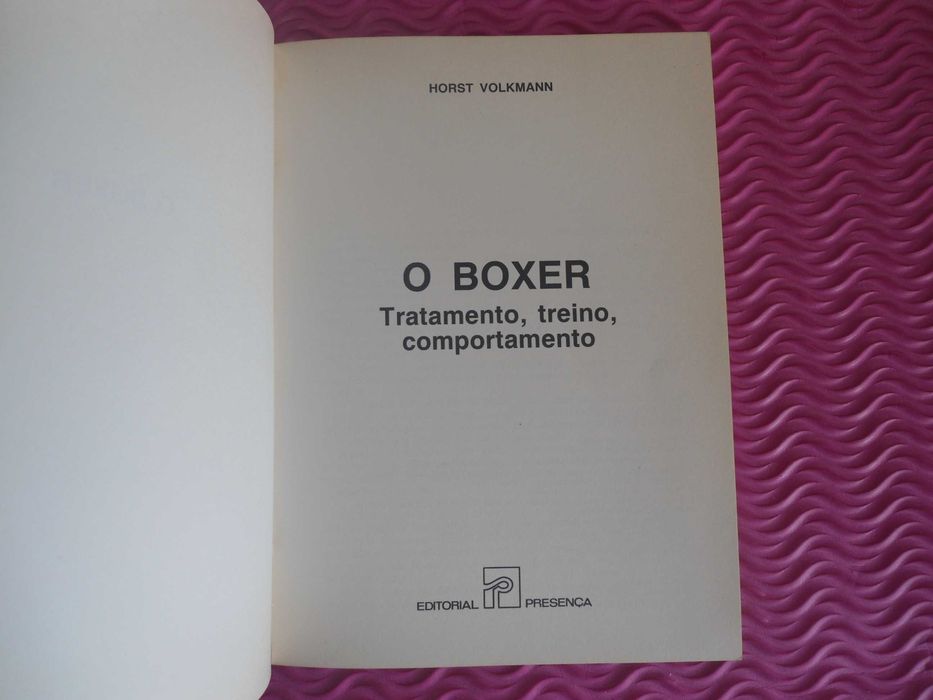 HORST VOLKMANN
O BOXER
Tratamento, treino,
comportamento
EDITORIAL PRESENÇA